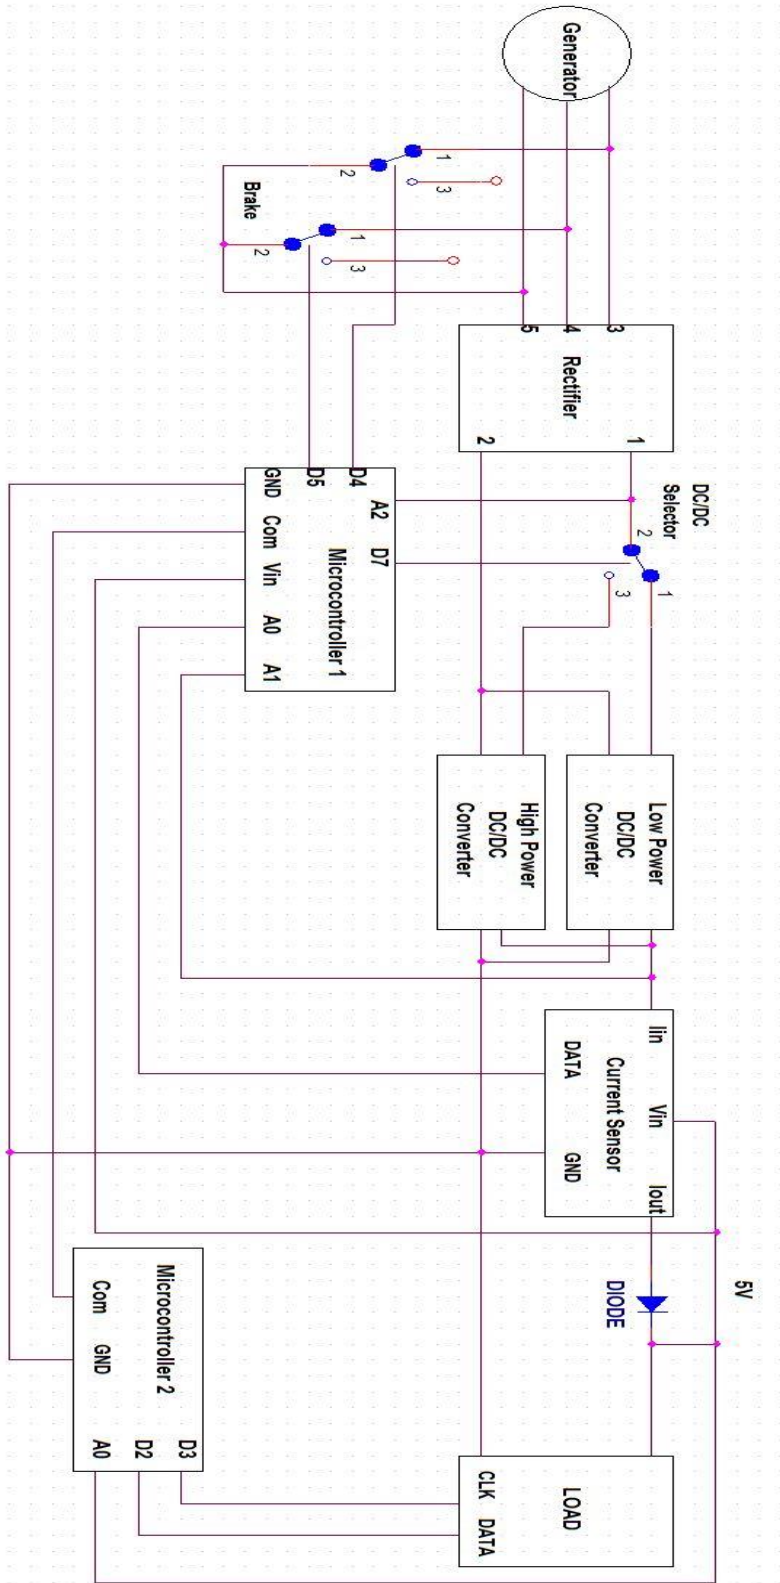 Generator
1
2
3
Brake
1
2
3
3
4
5
Rectifier
1
2
DC/DC
Selector
2
1
3
D4
D5
A2
D7
Microcontroller 1
GND
Com
Vin
A0
A1
Low Power
DC/DC
Converter
High Power
DC/DC
Converter
Iin
Vin
Iout
Current Sensor
DATA
GND
5V
DIODE
Microcontroller 2
Com
GND
A0
D2
D3
LOAD
CLK
DATA